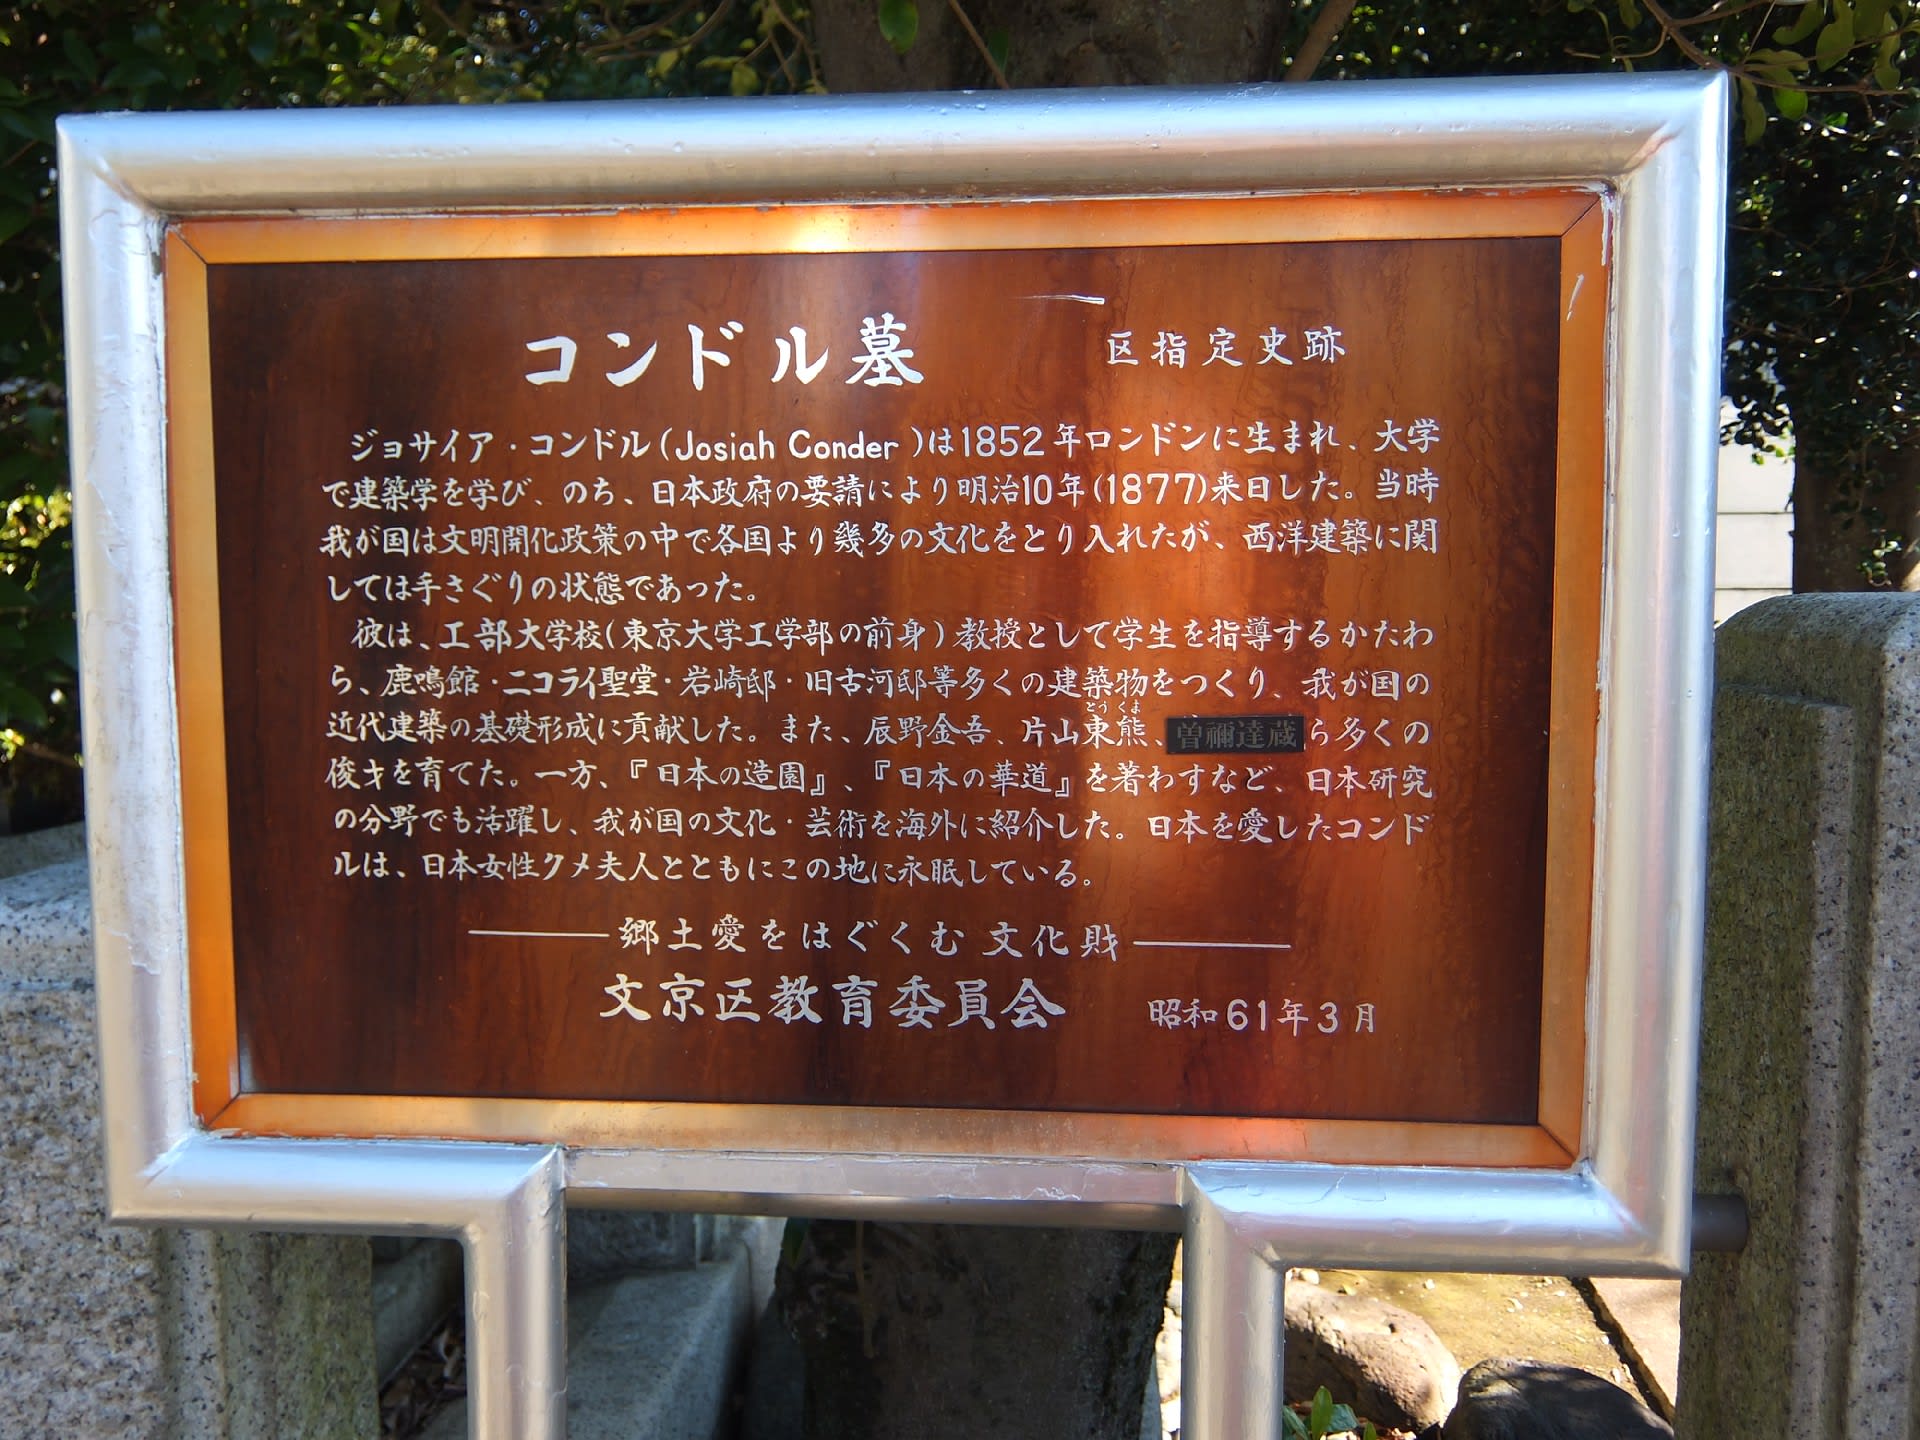 コンドル墓 区指定史跡
ジョサイア・コンドル(Josiah Conder)は1852年ロンドンに生まれ、大学
で建築学を学び、のち、日本政府の要請により明治10年(1877)来日した。当時
我が国は文明開化政策の中で各国より幾多の文化をとり入れたが、西洋建築に関
しては手さぐりの状態であった。
彼は、工部大学校(東京大学工学部の前身)教授として学生を指導するかたわ
ら、鹿鳴館・ニコライ聖堂・岩崎邸・旧古河邸等多くの建築物をつくり、我が国の
とうくま
近代建築の基礎形成に貢献した。また、辰野金吾、片山東熊、曽禰達蔵ら多くの
俊才を育てた。一方、『日本の造園』、『日本の華道』を著わすなど、日本研究
の分野でも活躍し、我が国の文化・芸術を海外に紹介した。日本を愛したコンド
ルは、日本女性クメ夫人とともにこの地に永眠している。
郷土愛をはぐくむ文化財
文京区教育委員会 昭和61年3月